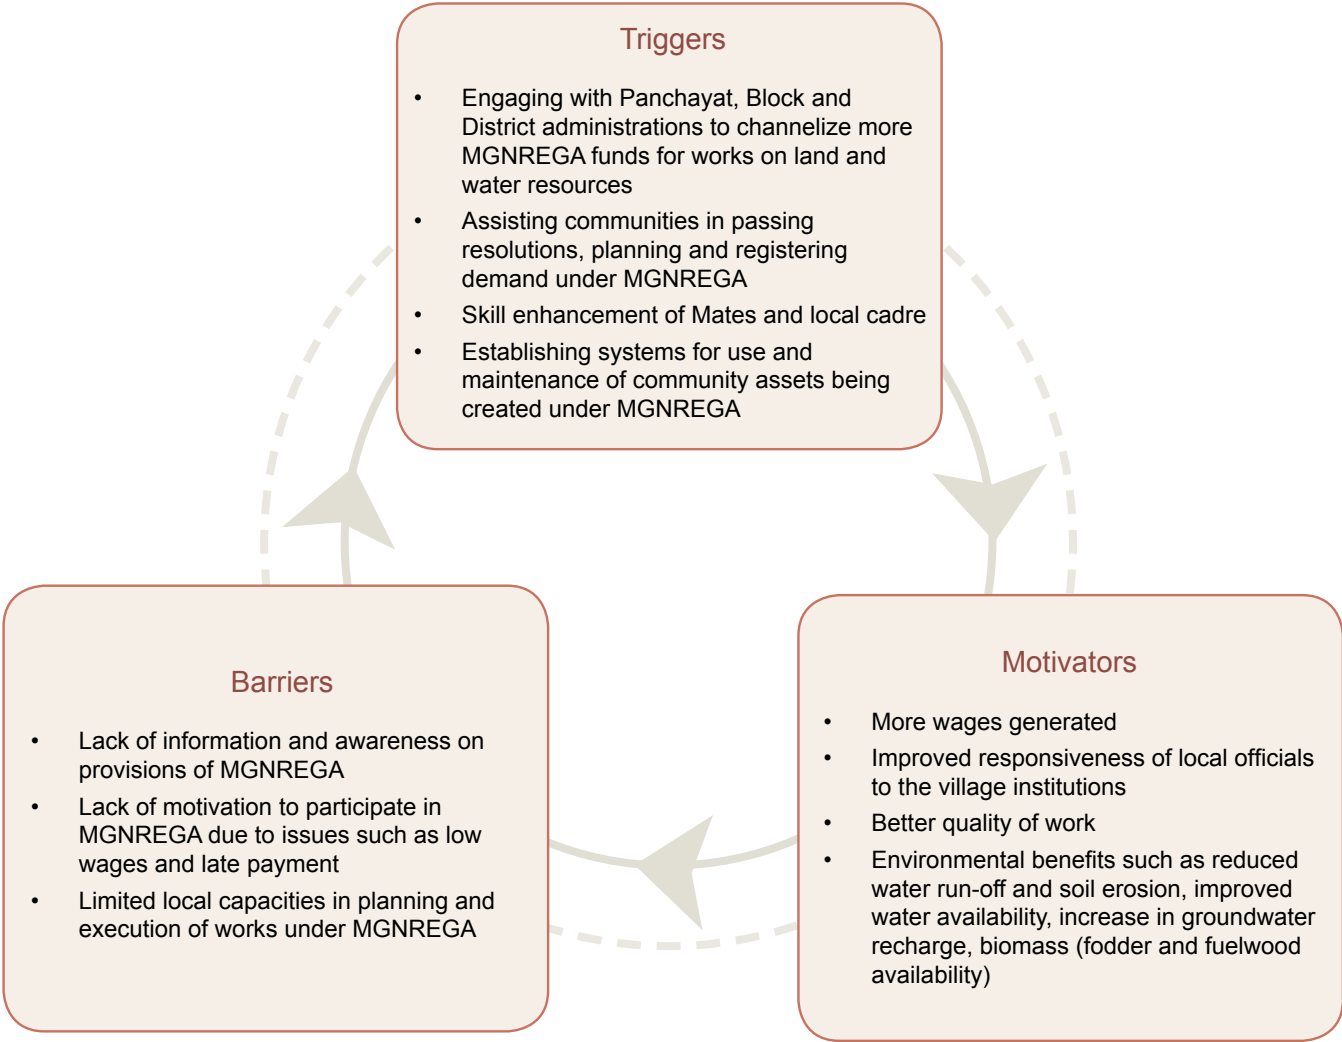 Triggers
• Engaging with Panchayat, Block and
District administrations to channelize more
MGNREGA funds for works on land and
water resources
• Assisting communities in passing
resolutions, planning and registering
demand under MGNREGA
• Skill enhancement of Mates and local cadre
• Establishing systems for use and
maintenance of community assets being
created under MGNREGA
Barriers
• Lack of information and awareness on
provisions of MGNREGA
• Lack of motivation to participate in
MGNREGA due to issues such as low
wages and late payment
• Limited local capacities in planning and
execution of works under MGNREGA
Motivators
• More wages generated
• Improved responsiveness of local officials
to the village institutions
• Better quality of work
• Environmental benefits such as reduced
water run-off and soil erosion, improved
water availability, increase in groundwater
recharge, biomass (fodder and fuelwood
availability)